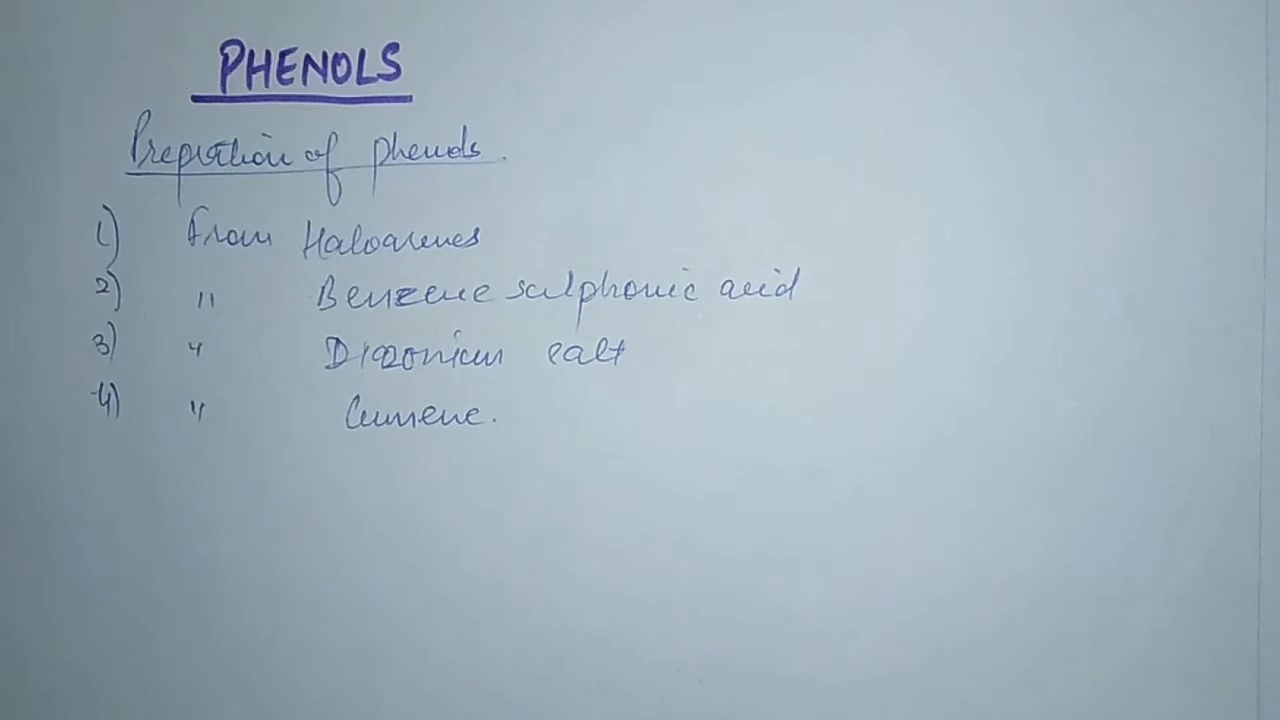 PHENOLS
Prepration of phenols.
1) From Haloarenes
2) " Benzene sulphonic acid
3) " Diazonium salt
4) " Cumene.